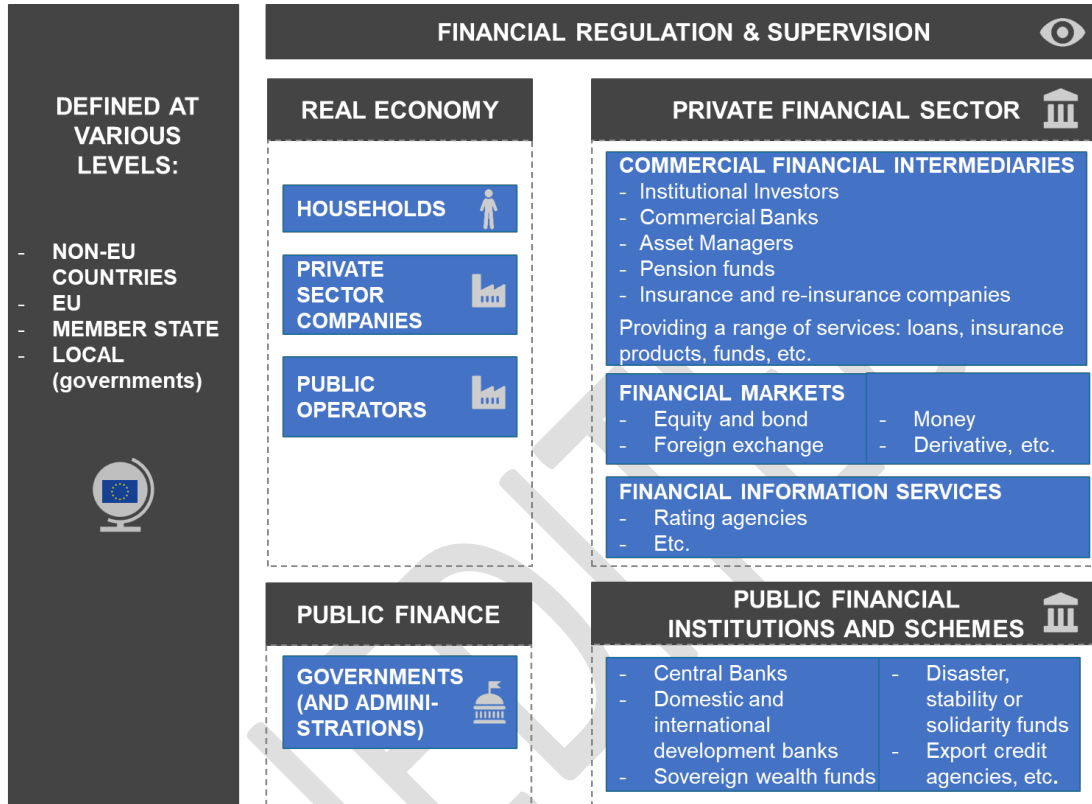 FINANCIAL REGULATION & SUPERVISION
DEFINED AT
VARIOUS
LEVELS:
- NON-EU
COUNTRIES
- EU
- MEMBER STATE
- LOCAL
(governments)
REAL ECONOMY
HOUSEHOLDS
PRIVATE
SECTOR
COMPANIES
PUBLIC
OPERATORS
PRIVATE FINANCIAL SECTOR
COMMERCIAL FINANCIAL INTERMEDIARIES
- Institutional Investors
- Commercial Banks
- Asset Managers
- Pension funds
- Insurance and re-insurance companies
Providing a range of services: loans, insurance
products, funds, etc.
FINANCIAL MARKETS
- Equity and bond
- Foreign exchange
- Money
- Derivative, etc.
FINANCIAL INFORMATION SERVICES
- Rating agencies
- Etc.
PUBLIC FINANCE
GOVERNMENTS
(AND ADMINI-
STRATIONS)
PUBLIC FINANCIAL
INSTITUTIONS AND SCHEMES
- Central Banks
- Domestic and
international
development banks
- Sovereign wealth funds
- Disaster,
stability or
solidarity funds
- Export credit
agencies, etc.